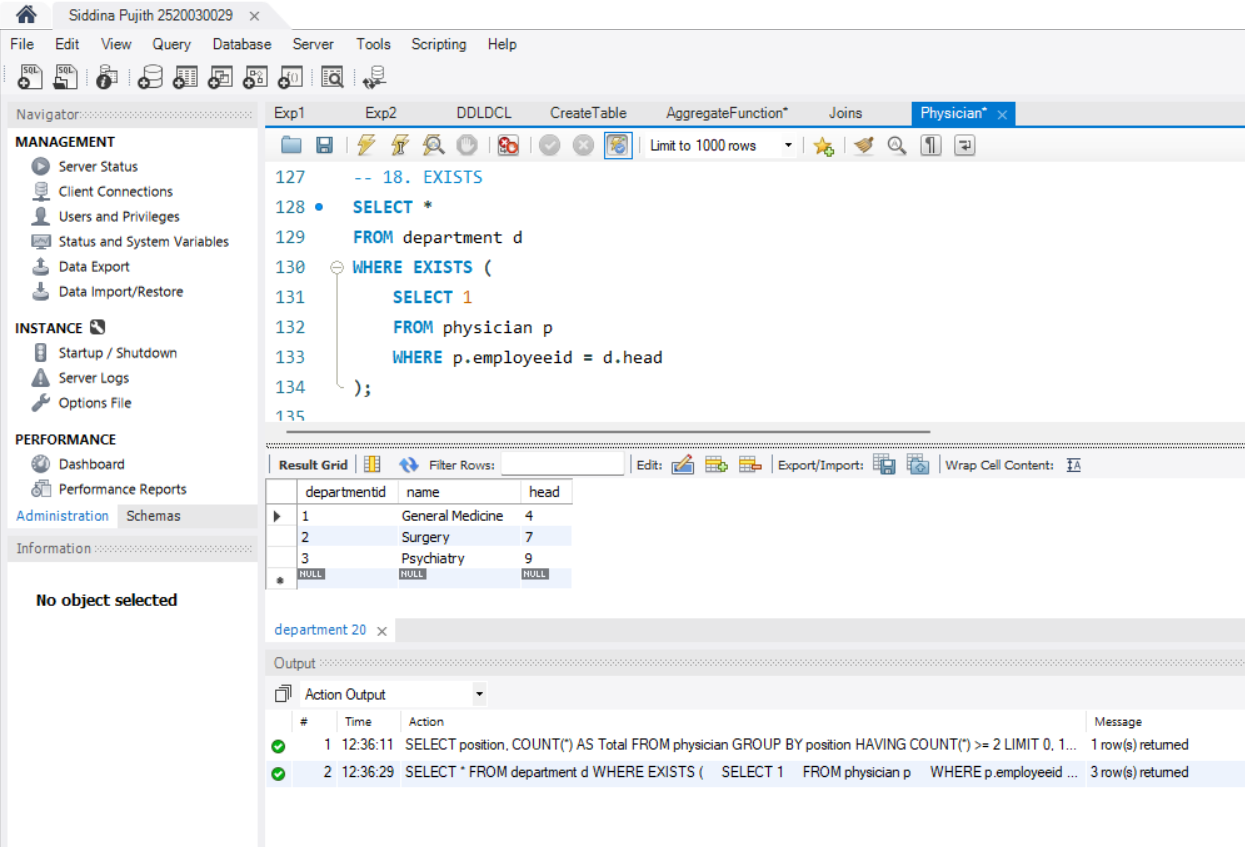 Siddina Pujith 2520030029
File Edit View Query Database Server Tools Scripting Help
Navigator
MANAGEMENT
Server Status
Client Connections
Users and Privileges
Status and System Variables
Data Export
Data Import/Restore
INSTANCE
Startup / Shutdown
Server Logs
Options File
PERFORMANCE
Dashboard
Performance Reports
Administration Schemas
Information
No object selected
Exp1 Exp2 DDLDCL CreateTable AggregateFunction* Joins Physician*
Limit to 1000 rows
127 -- 18. EXISTS
128 SELECT *
129 FROM department d
130 WHERE EXISTS (
131 SELECT 1
132 FROM physician p
133 WHERE p.employeeid = d.head
134 );
135
Result Grid Filter Rows: Edit: Export/Import: Wrap Cell Content:
departmentid name head
1 General Medicine 4
2 Surgery 7
3 Psychiatry 9
NULL NULL NULL
department 20
Output
Action Output
# Time Action Message
1 12:36:11 SELECT position, COUNT(*) AS Total FROM physician GROUP BY position HAVING COUNT(*) >= 2 LIMIT 0, 1... 1 row(s) returned
2 12:36:29 SELECT * FROM department d WHERE EXISTS ( SELECT 1 FROM physician p WHERE p.employeeid ... 3 row(s) returned